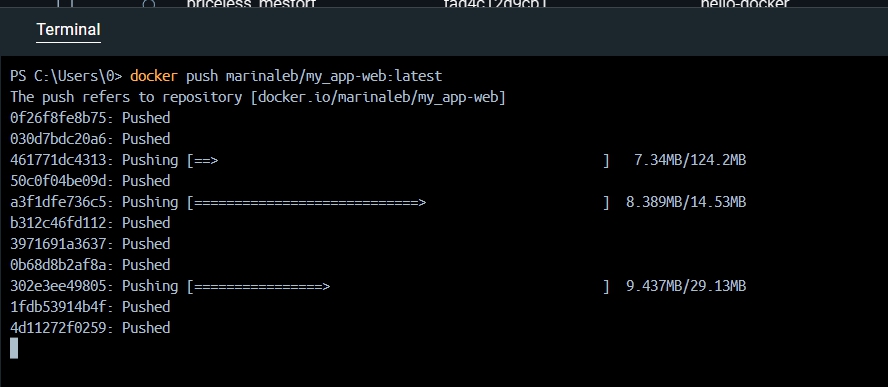 priceless_mestorf fad4c12d9cb1 hello-docker
Terminal
PS C:\Users\0> docker push marinaleb/my_app-web:latest
The push refers to repository [docker.io/marinaleb/my_app-web]
0f26f8fe8b75: Pushed
030d7bdc20a6: Pushed
461771dc4313: Pushing [==>                                                ]   7.34MB/124.2MB
50c0f04be09d: Pushed
a3f1dfe736c5: Pushing [============================>                      ]  8.389MB/14.53MB
b312c46fd112: Pushed
3971691a3637: Pushed
0b68d8b2af8a: Pushed
302e3ee49805: Pushing [================>                                  ]  9.437MB/29.13MB
1fdb53914b4f: Pushed
4d11272f0259: Pushed